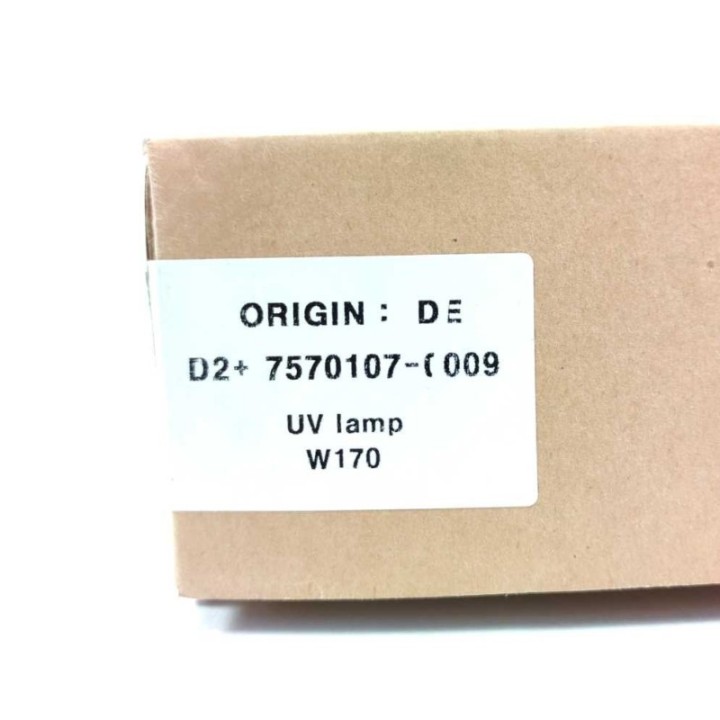 ORIGIN : DE
D2+ 7570107-0009
UV lamp
W170